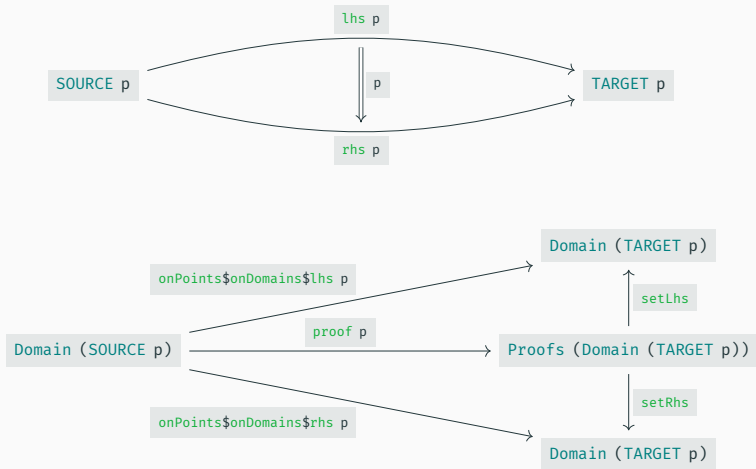 lhs p
SOURCE p
p
TARGET p
rhs p
Domain (TARGET p)
onPoints$onDomains$lhs p
setLhs
proof p
Domain (SOURCE p)
Proofs (Domain (TARGET p))
setRhs
onPoints$onDomains$rhs p
Domain (TARGET p)